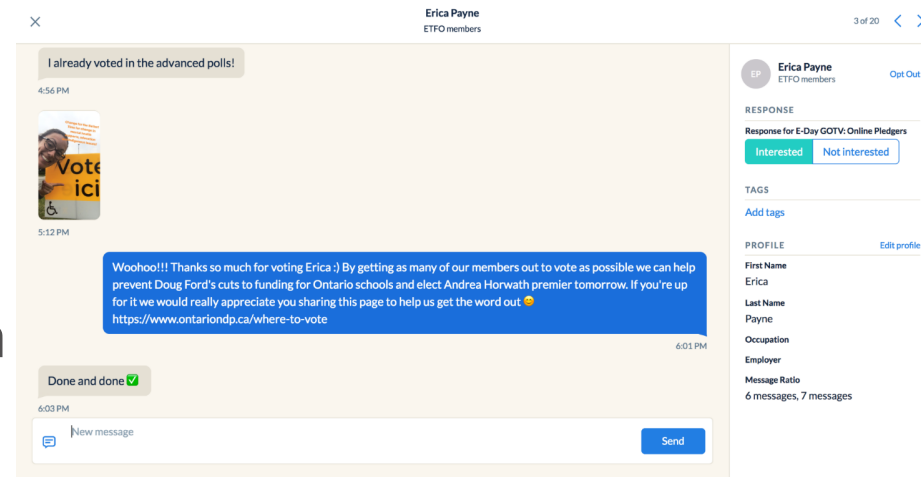 Erica Payne
ETFO members
3 of 20
I already voted in the advanced polls!
4:56 PM
Vote
ici
5:12 PM
Woohoo!!! Thanks so much for voting Erica :) By getting as many of our members out to vote as possible we can help
prevent Doug Ford's cuts to funding for Ontario schools and elect Andrea Horwath premier tomorrow. If you're up
for it we would really appreciate you sharing this page to help us get the word out 😊
https://www.ontariondp.ca/where-to-vote
6:01 PM
Done and done ✅
6:03 PM
New message
Send
EP
Erica Payne
ETFO members
Opt Out
RESPONSE
Response for E-Day GOTV: Online Pledgers
Interested
Not interested
TAGS
Add tags
PROFILE
Edit profile
First Name
Erica
Last Name
Payne
Occupation
Employer
Message Ratio
6 messages, 7 messages